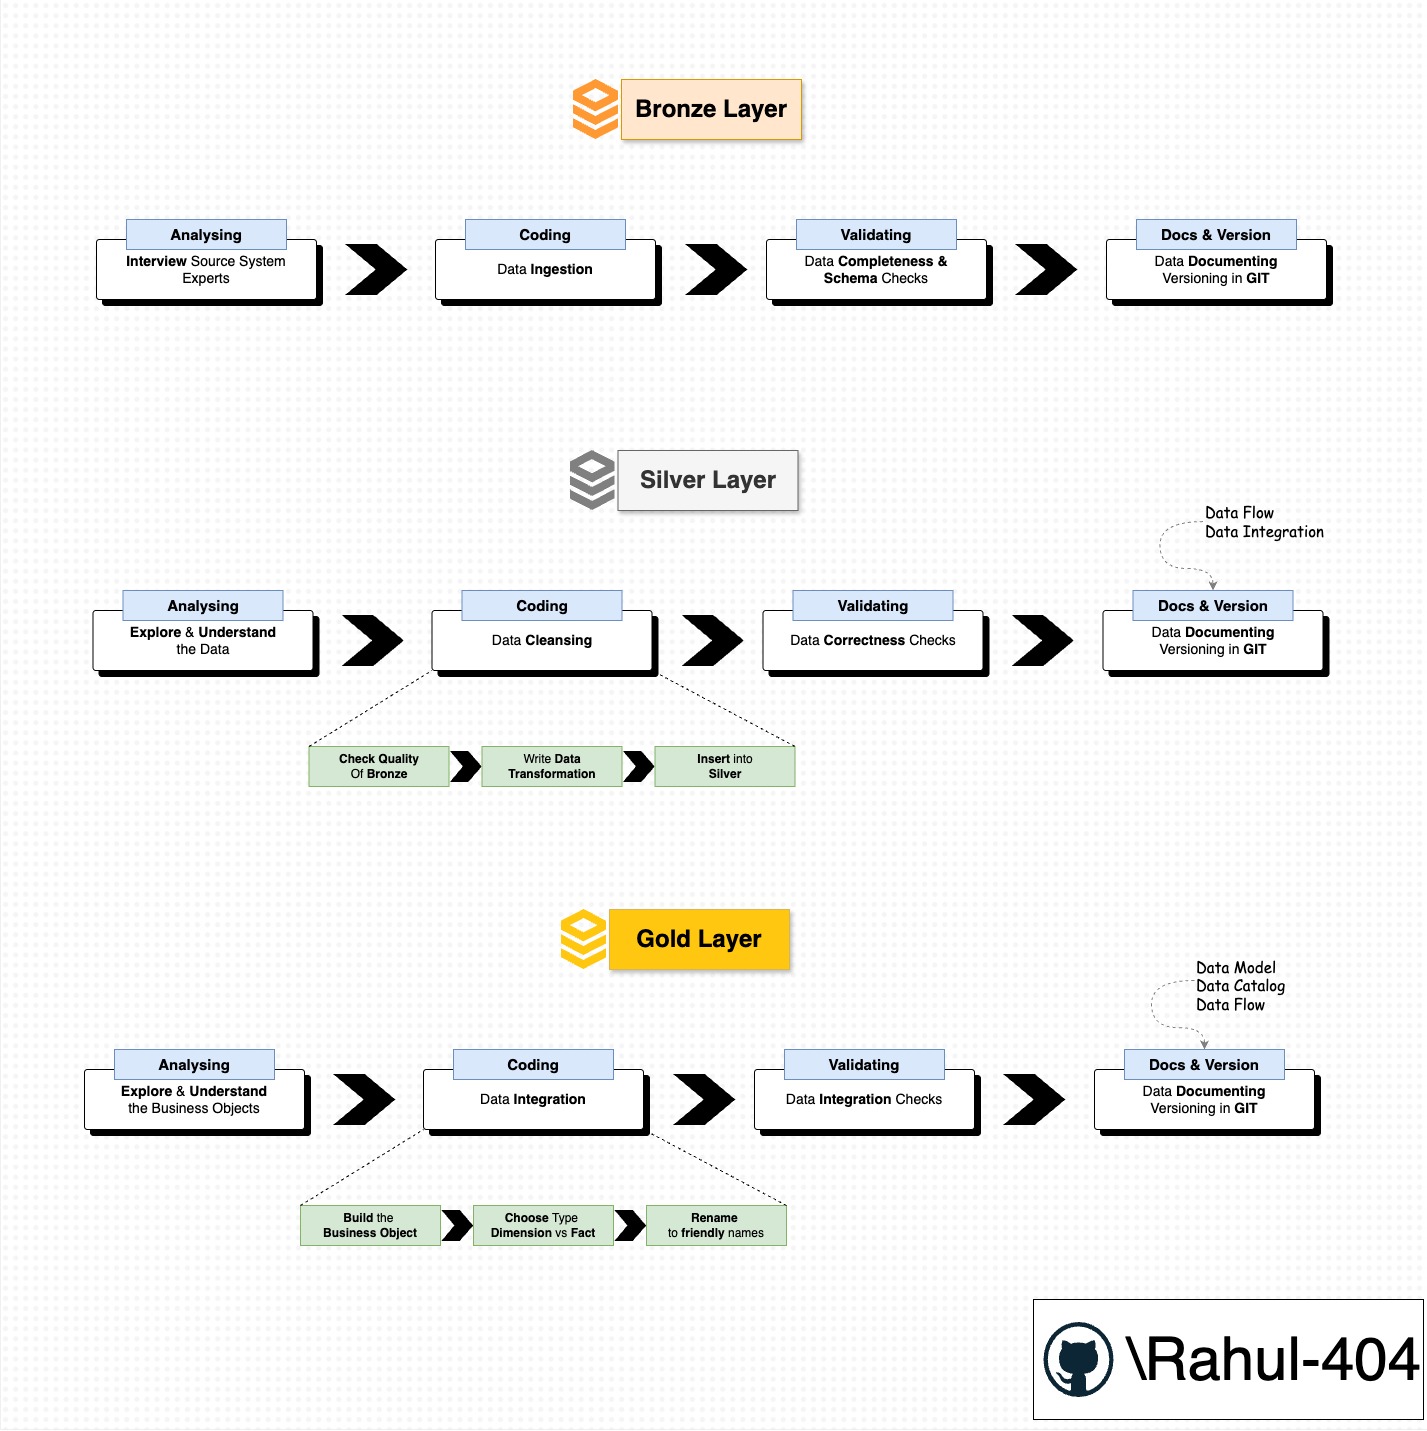 Bronze Layer
Analysing
Interview Source System
Experts
Coding
Data Ingestion
Validating
Data Completeness &
Schema Checks
Docs & Version
Data Documenting
Versioning in GIT
Silver Layer
Data Flow
Data Integration
Analysing
Explore & Understand
the Data
Coding
Data Cleansing
Validating
Data Correctness Checks
Docs & Version
Data Documenting
Versioning in GIT
Check Quality
Of Bronze
Write Data
Transformation
Insert into
Silver
Gold Layer
Data Model
Data Catalog
Data Flow
Analysing
Explore & Understand
the Business Objects
Coding
Data Integration
Validating
Data Integration Checks
Docs & Version
Data Documenting
Versioning in GIT
Build the
Business Object
Choose Type
Dimension vs Fact
Rename
to friendly names
\Rahul-404